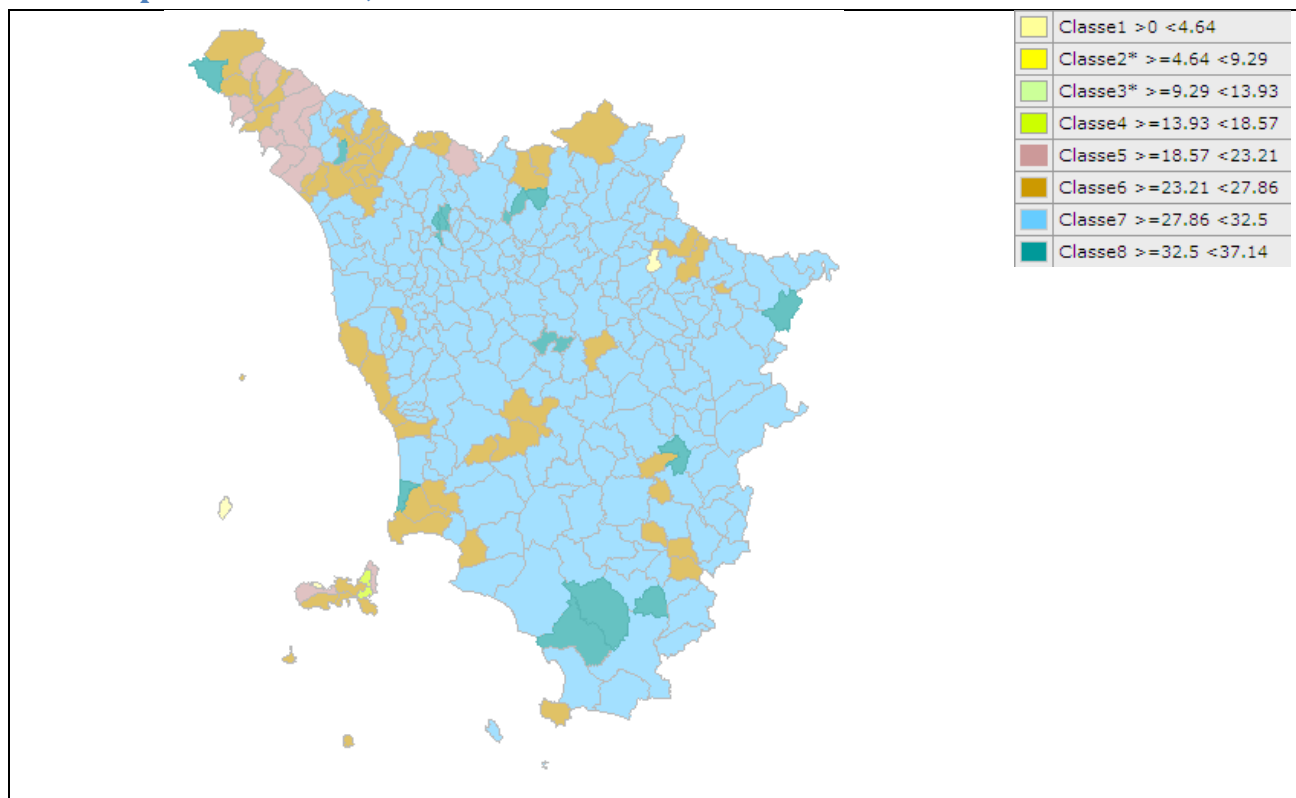 Classe1 >0 <4.64
Classe2* >=4.64 <9.29
Classe3* >=9.29 <13.93
Classe4 >=13.93 <18.57
Classe5 >=18.57 <23.21
Classe6 >=23.21 <27.86
Classe7 >=27.86 <32.5
Classe8 >=32.5 <37.14